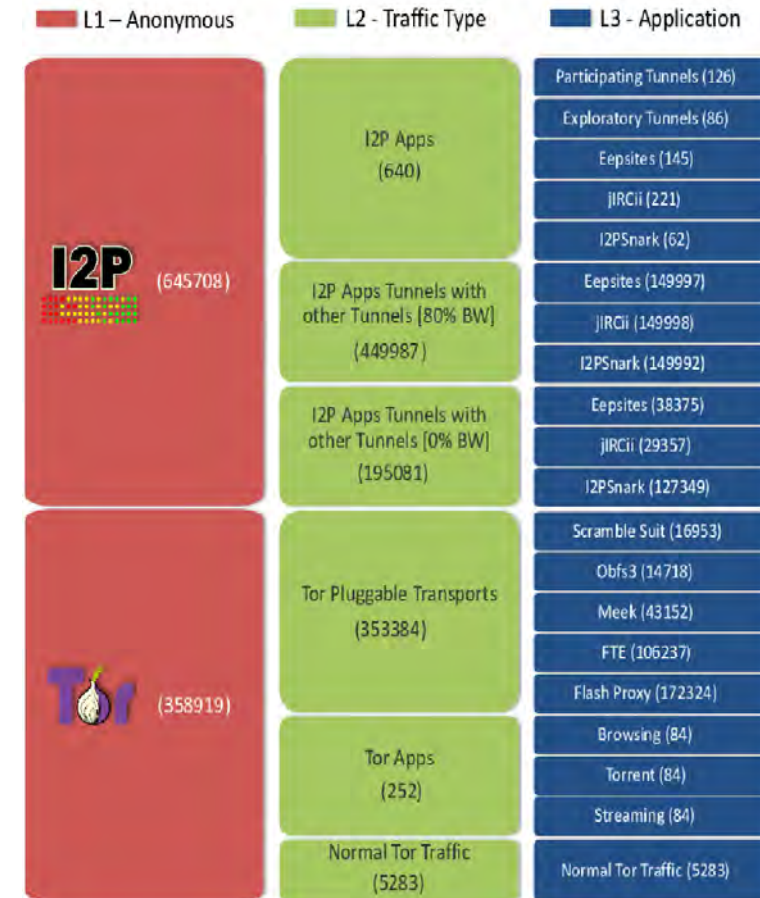 L1 – Anonymous
L2 - Traffic Type
L3 - Application
I2P
(645708)
I2P Apps
(640)
Participating Tunnels (126)
Exploratory Tunnels (86)
Eepsites (145)
jIRCii (221)
I2PSnark (62)
I2P Apps Tunnels with
other Tunnels [80% BW]
(449987)
Eepsites (149997)
jIRCii (149998)
I2PSnark (149992)
I2P Apps Tunnels with
other Tunnels [0% BW]
(195081)
Eepsites (38375)
jIRCii (29357)
I2PSnark (127349)
Tor
(358919)
Tor Pluggable Transports
(353384)
Scramble Suit (16953)
Obfs3 (14718)
Meek (43152)
FTE (106237)
Flash Proxy (172324)
Tor Apps
(252)
Browsing (84)
Torrent (84)
Streaming (84)
Normal Tor Traffic
(5283)
Normal Tor Traffic (5283)